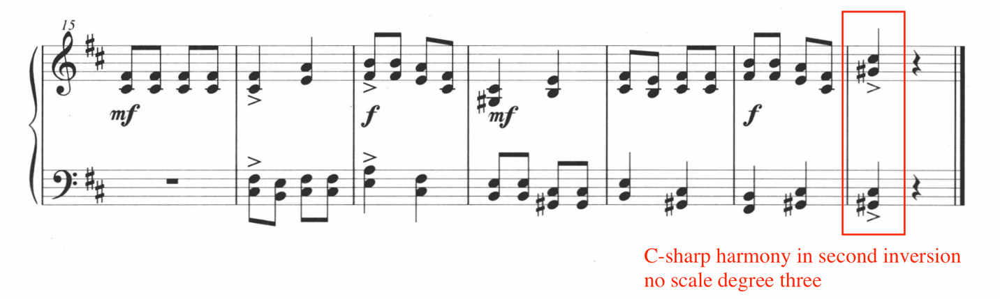 15
mf
f
mf
f
C-sharp harmony in second inversion
no scale degree three